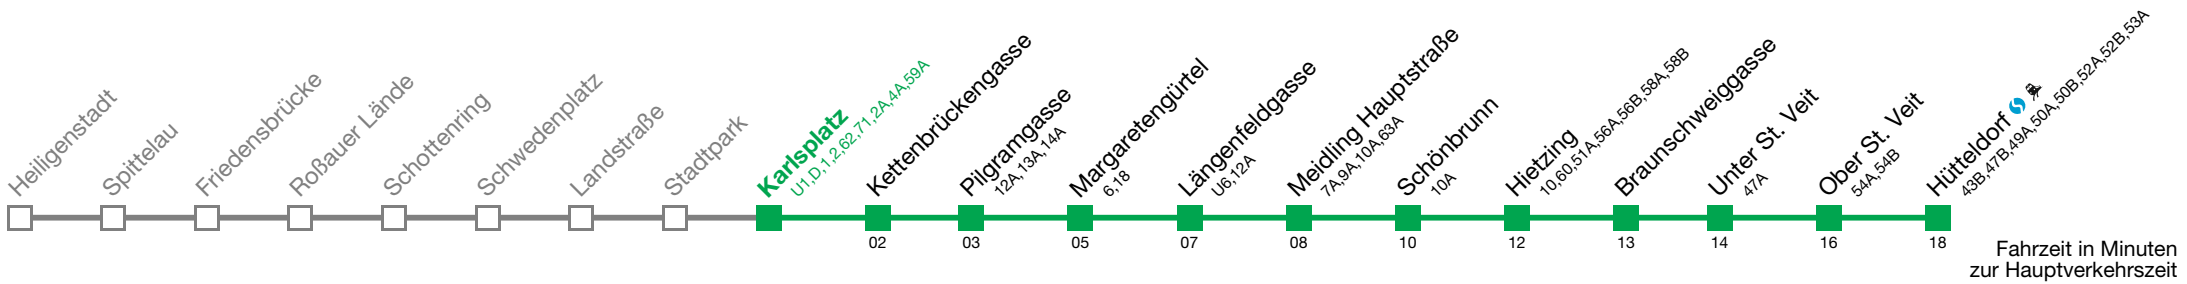 Heiligenstadt
Spittelau
Friedensbrücke
Roßauer Lände
Schottenring
Schwedenplatz
Landstraße
Stadtpark
Karlsplatz
U1,D,1,2,62,71,2A,4A,59A
Kettenbrückengasse
Pilgramgasse
12A,13A,14A
Margaretengürtel
6,18
Längenfeldgasse
U6,12A
Meidling Hauptstraße
7A,9A,10A,63A
Schönbrunn
10A
Hietzing
10,60,51A,56A,56B,58A,58B
Braunschweiggasse
Unter St. Veit
47A
Ober St. Veit
54A,54B
Hütteldorf
43B,47B,49A,50A,50B,52A,52B,53A
02
03
05
07
08
10
12
13
14
16
18
Fahrzeit in Minuten
zur Hauptverkehrszeit